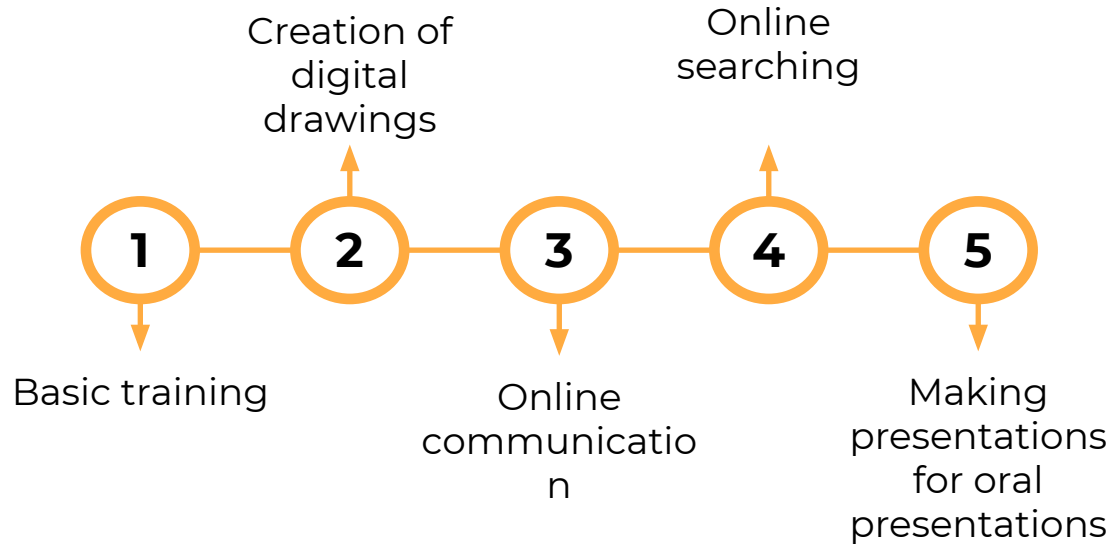 Creation of
digital
drawings
Online
searching
1
2
3
4
5
Basic training
Online
communicatio
n
Making
presentations
for oral
presentations